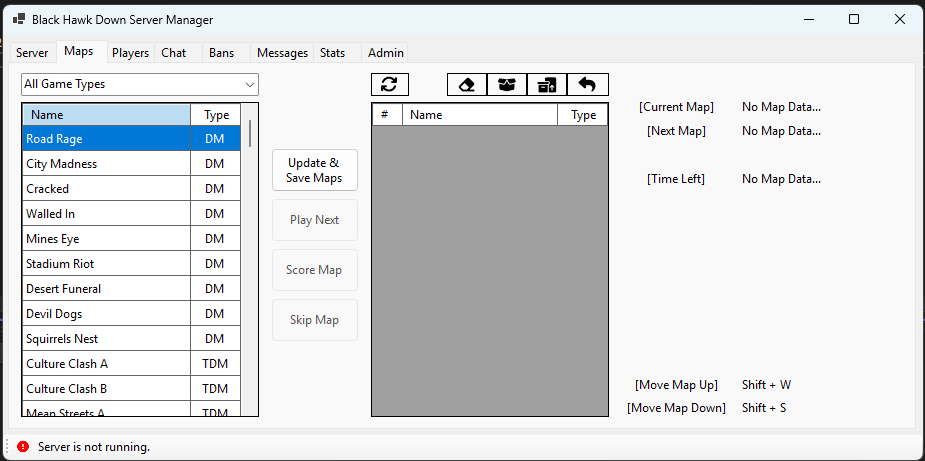 Black Hawk Down Server Manager
Server Maps Players Chat Bans Messages Stats Admin
All Game Types
Name Type
Road Rage DM
City Madness DM
Cracked DM
Walled In DM
Mines Eye DM
Stadium Riot DM
Desert Funeral DM
Devil Dogs DM
Squirrels Nest DM
Culture Clash A TDM
Culture Clash B TDM
Mean Streets A TDM
Update &
Save Maps
Play Next
Score Map
Skip Map
# Name Type
[Current Map] No Map Data...
[Next Map] No Map Data...
[Time Left] No Map Data...
[Move Map Up] Shift + W
[Move Map Down] Shift + S
Server is not running.